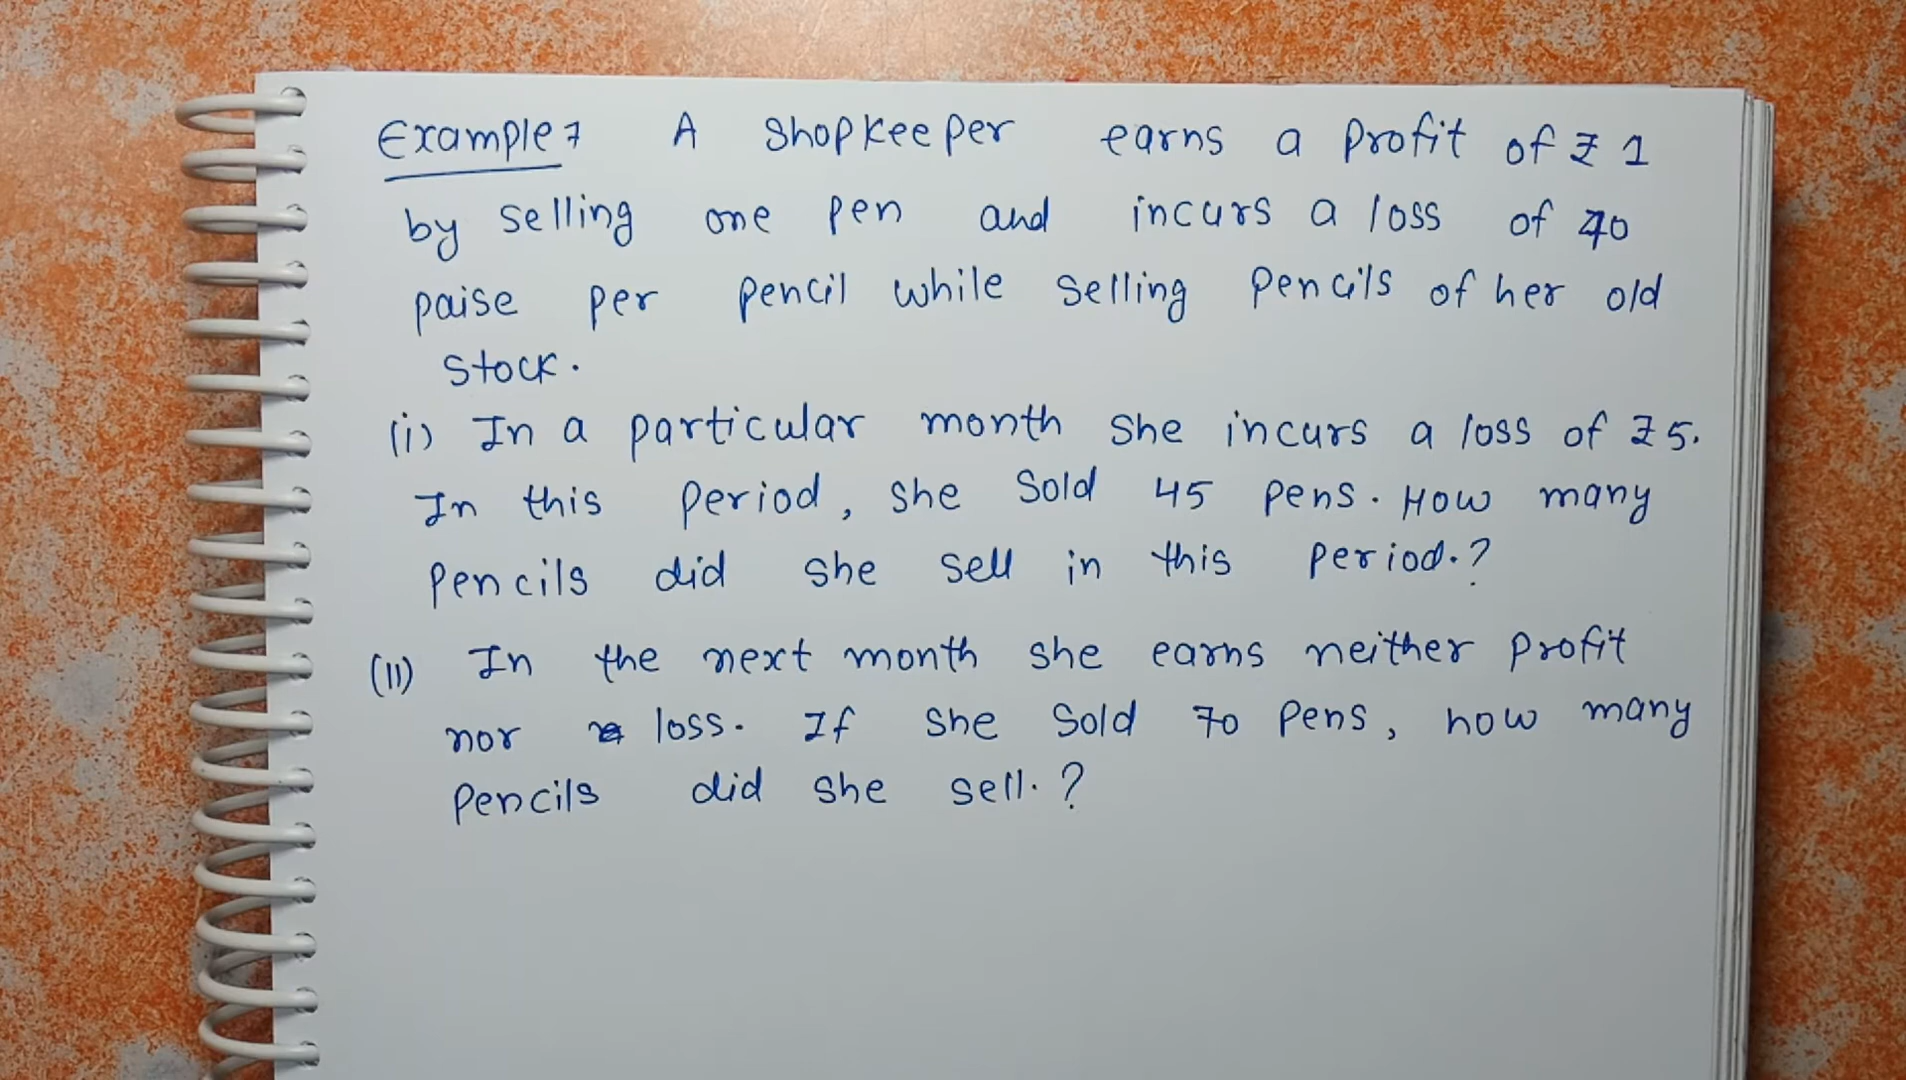 Example 7 A Shopkeeper earns a profit of ₹ 1
by selling one pen and incurs a loss of 40
paise per pencil while selling pencils of her old
stock.
(i) In a particular month she incurs a loss of ₹5.
In this period, she sold 45 pens. How many
pencils did she sell in this period.?
(II) In the next month she earns neither profit
nor loss. If she sold 70 pens, how many
pencils did she sell.?